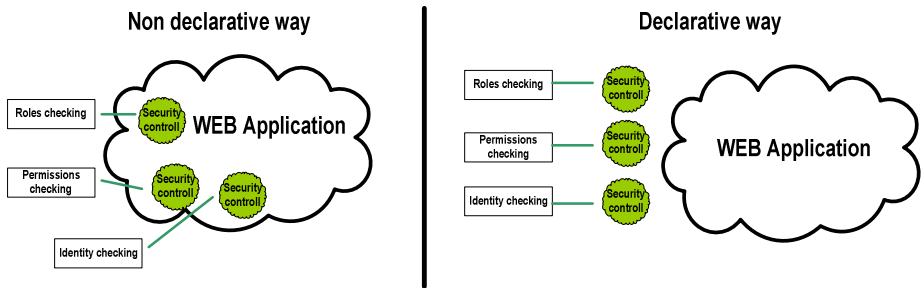 Non declarative way
Roles checking
Security
controll
WEB Application
Permissions
checking
Security
controll
Security
controll
Identity checking
Declarative way
Roles checking
Security
controll
Permissions
checking
Security
controll
WEB Application
Identity checking
Security
controll